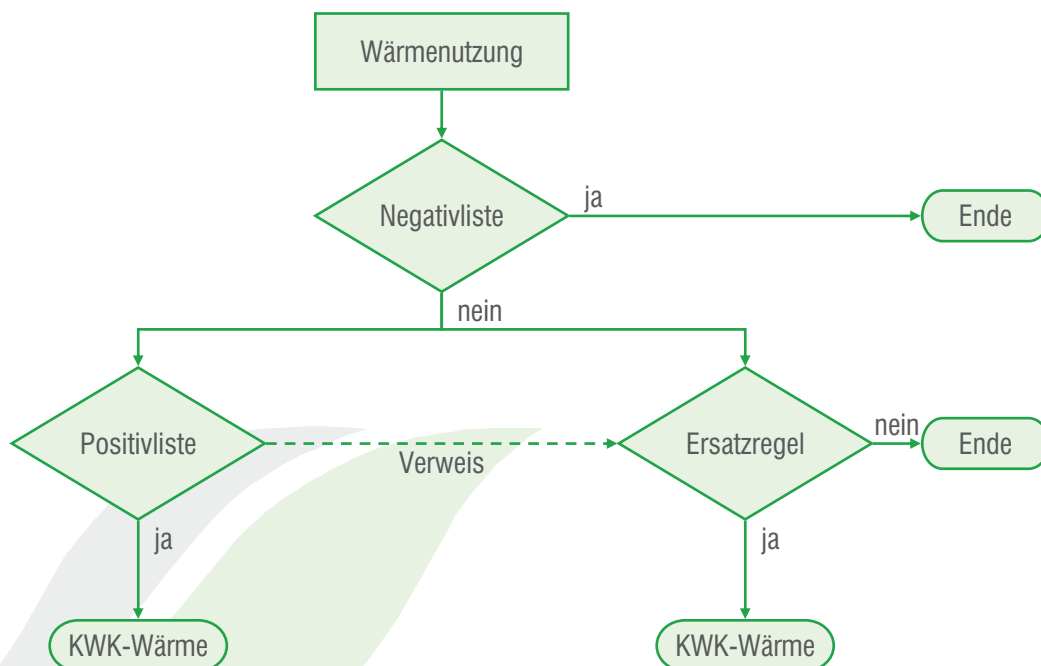 Wärmenutzung
Negativliste
ja
Ende
nein
Positivliste
Verweis
Ersatzregel
nein
Ende
ja
ja
KWK-Wärme
KWK-Wärme